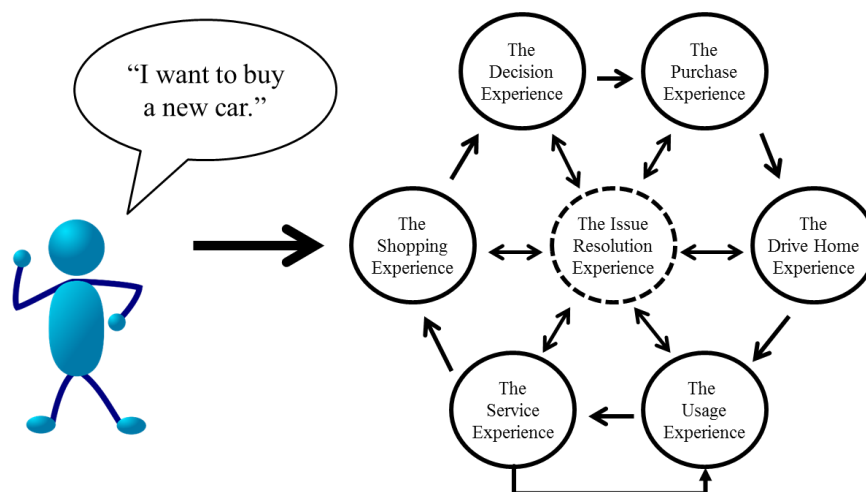 “I want to buy
a new car.”
The
Decision
Experience
The
Purchase
Experience
The
Shopping
Experience
The Issue
Resolution
Experience
The
Drive Home
Experience
The
Service
Experience
The
Usage
Experience